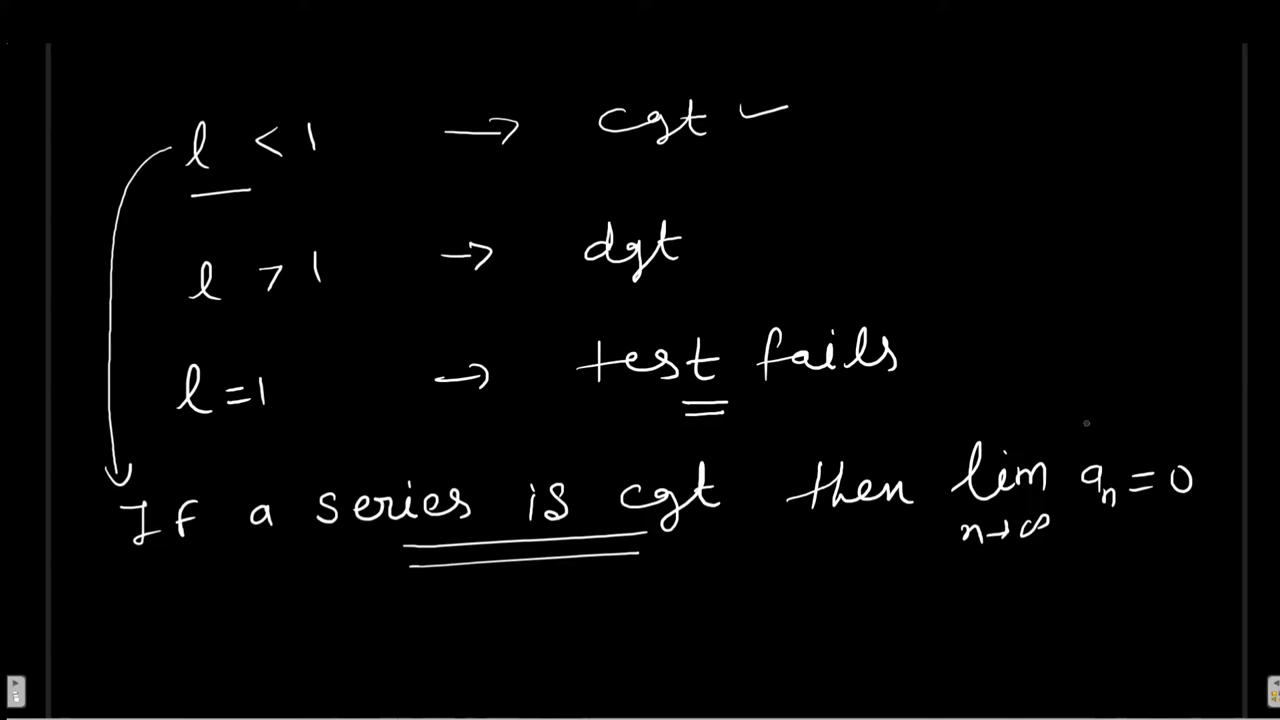 l < 1 → cgt ✓
l > 1 → dgt
l = 1 → test fails
If a series is cgt then lim aₙ = 0
n→∞